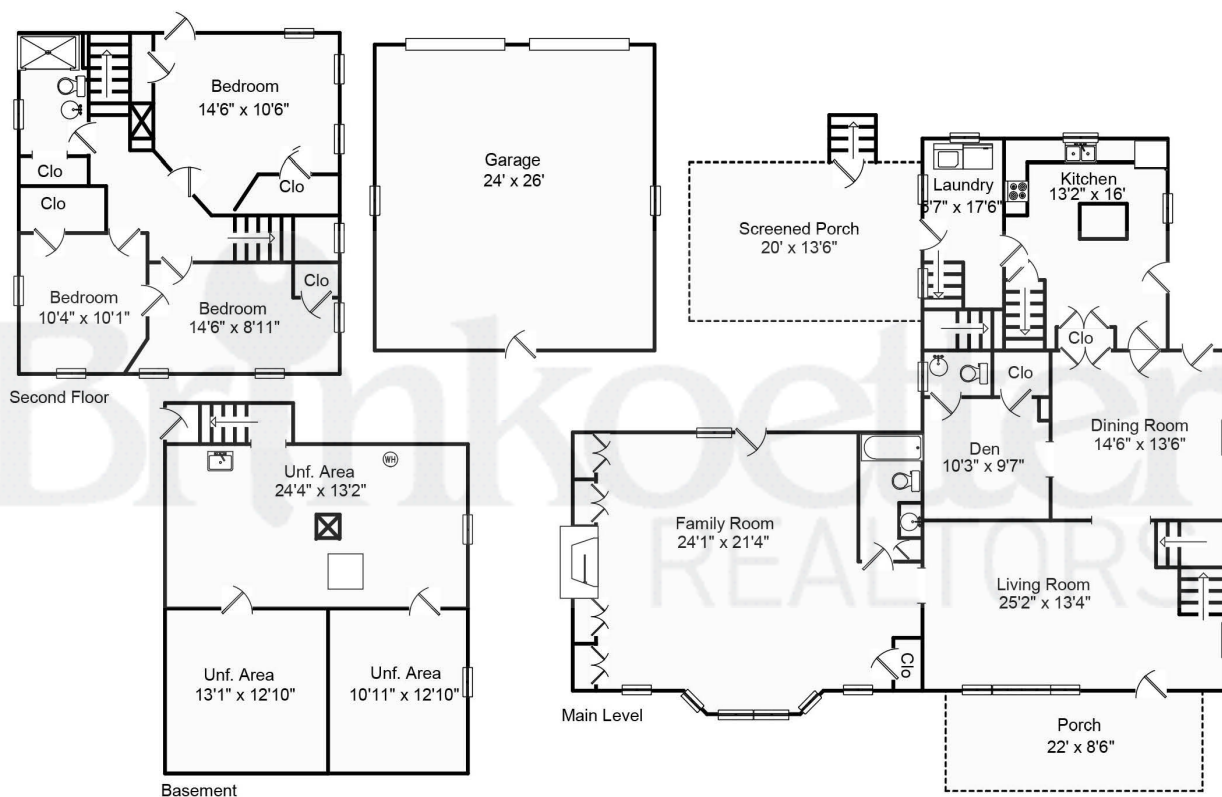 Bedroom
14'6" x 10'6"
Clo
Clo
Clo
Clo
Bedroom
10'4" x 10'1"
Bedroom
14'6" x 8'11"
Second Floor
Garage
24' x 26'
Screened Porch
20' x 13'6"
Laundry
x 17'6"
Kitchen
13'2" x 16'
Clo
Clo
Den
10'3" x 9'7"
Dining Room
14'6" x 13'6"
Family Room
24'1" x 21'4"
Living Room
25'2" x 13'4"
Clo
Porch
22' x 8'6"
Main Level
Unf. Area
24'4" x 13'2"
WH
Unf. Area
13'1" x 12'10"
Unf. Area
10'11" x 12'10"
Basement
Brinkoetter
REALTORS